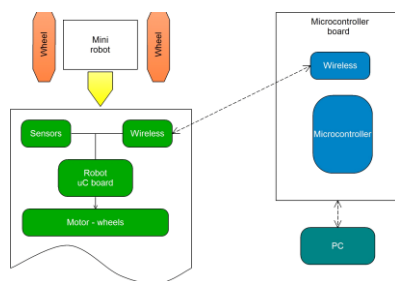 Wheel
Mini
robot
Wheel
Sensors
Wireless
Robot
uC board
Motor - wheels
Microcontroller
board
Wireless
Microcontroller
PC